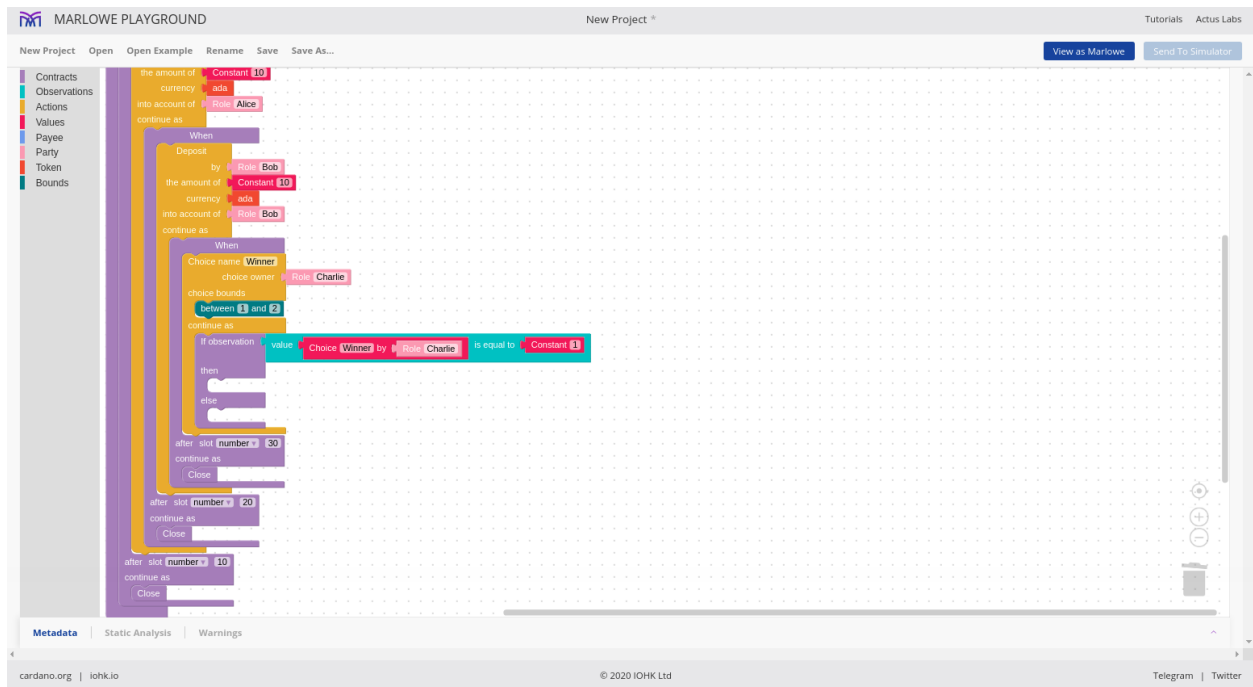 MARLOWE PLAYGROUND New Project Tutorials Actus Labs
New Project Open Open Example Rename Save Save As... View as Marlowe Send To Simulator
Contracts
Observations
Actions
Values
Payee
Party
Token
Bounds
the amount of Constant 10
currency ada
into account of Role Alice
continue as
When
Deposit
by Role Bob
the amount of Constant 10
currency ada
into account of Role Bob
continue as
When
Choice name Winner
choice owner Role Charlie
choice bounds
between 1 and 2
continue as
If observation value Choice Winner by Role Charlie is equal to Constant 1
then
else
after slot number 30
continue as
Close
after slot number 20
continue as
Close
after slot number 10
continue as
Close
Metadata | Static Analysis | Warnings
cardano.org | iohk.io © 2020 IOHK Ltd Telegram | Twitter